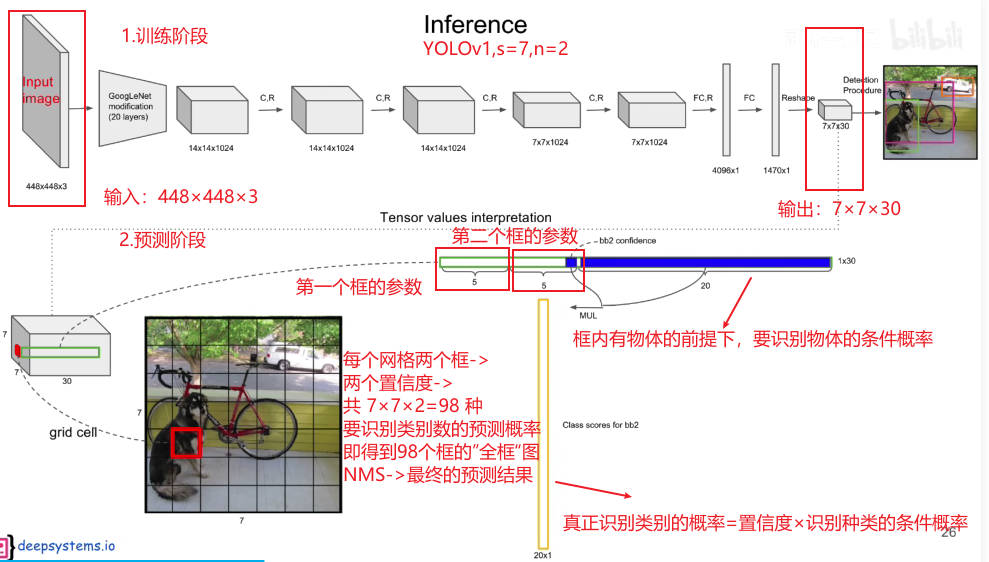 Inference
1.训练阶段
YOLOv1,s=7,n=2
bilibili
Input
image
GoogLeNet
modification
(20 layers)
C,R
C,R
C,R
C,R
FC,R
FC
Reshape
Detection
Procedure
448x448x3
14x14x1024
14x14x1024
14x14x1024
7x7x1024
7x7x1024
4096x1
1470x1
7x7x30
输入：448×448×3
输出：7×7×30
Tensor values interpretation
2.预测阶段
第二个框的参数
bb2 confidence
第一个框的参数
5
5
20
1x30
MUL
框内有物体的前提下，要识别物体的条件概率
7
7
30
grid cell
7
7
每个网格两个框->
两个置信度->
共 7×7×2=98 种
要识别类别数的预测概率
即得到98个框的”全框“图
NMS->最终的预测结果
Class scores for bb2
真正识别类别的概率=置信度×识别种类的条件概率
20x1
26
deepsystems.io